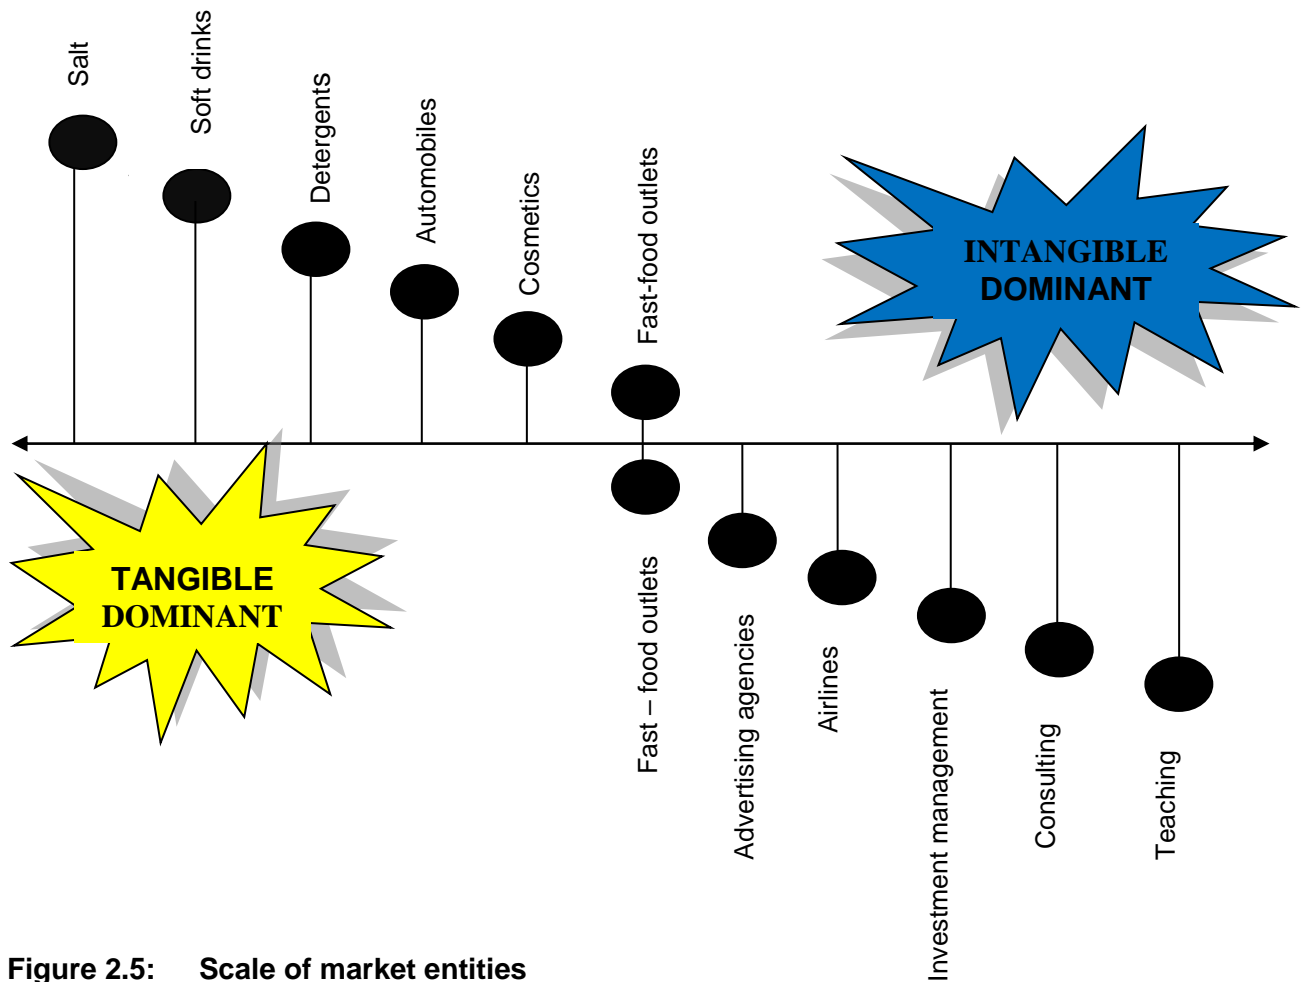 Salt
Soft drinks
Detergents
Automobiles
Cosmetics
Fast-food outlets
INTANGIBLE
DOMINANT
TANGIBLE
DOMINANT
Fast – food outlets
Advertising agencies
Airlines
Investment management
Consulting
Teaching
Figure 2.5: Scale of market entities